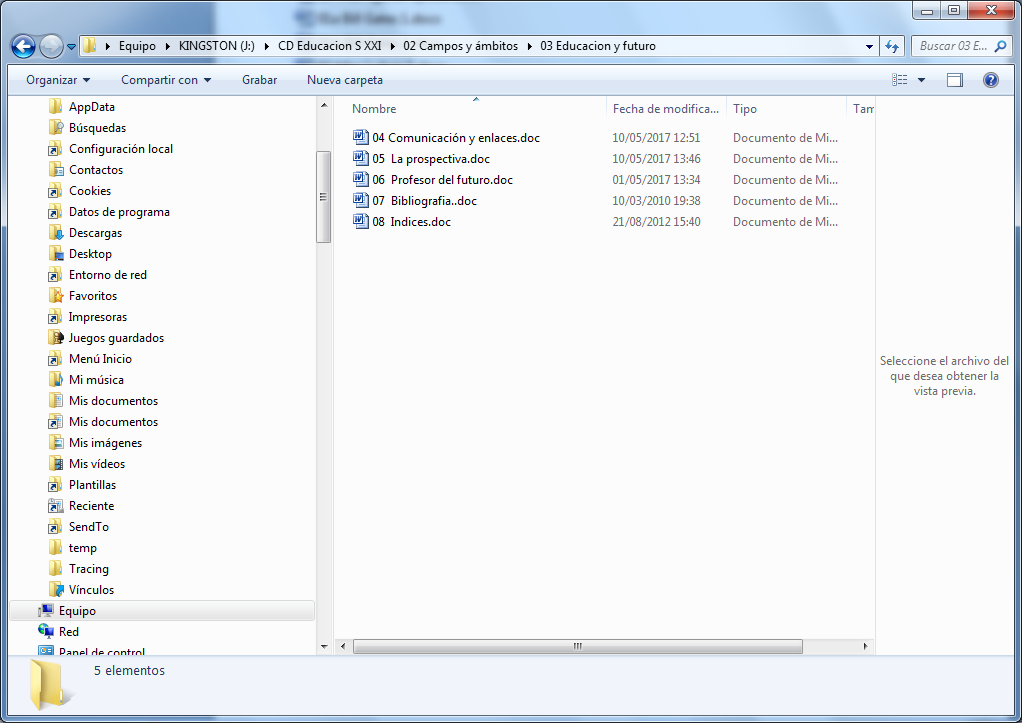 Equipo ▸ KINGSTON (J:) ▸ CD Educacion S XXI ▸ 02 Campos y ámbitos ▸ 03 Educacion y futuro
Buscar 03 E...
Organizar Compartir con Grabar Nueva carpeta
AppData
Búsquedas
Configuración local
Contactos
Cookies
Datos de programa
Descargas
Desktop
Entorno de red
Favoritos
Impresoras
Juegos guardados
Menú Inicio
Mi música
Mis documentos
Mis documentos
Mis imágenes
Mis vídeos
Plantillas
Reciente
SendTo
temp
Tracing
Vínculos
Equipo
Red
Panel de control
Nombre Fecha de modifica... Tipo Tam
04 Comunicación y enlaces.doc 10/05/2017 12:51 Documento de Mi...
05 La prospectiva.doc 10/05/2017 13:46 Documento de Mi...
06 Profesor del futuro.doc 01/05/2017 13:34 Documento de Mi...
07 Bibliografia..doc 10/03/2010 19:38 Documento de Mi...
08 Indices.doc 21/08/2012 15:40 Documento de Mi...
Seleccione el archivo del
que desea obtener la
vista previa.
5 elementos